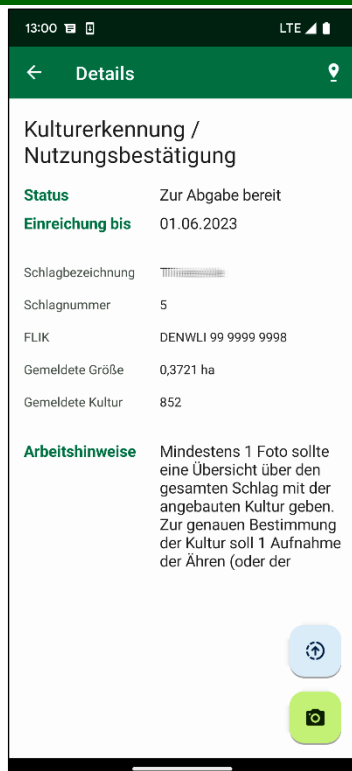 13:00 LTE
Details
Kulturerkennung /
Nutzungsbestätigung
Status Zur Abgabe bereit
Einreichung bis 01.06.2023
Schlagbezeichnung
Schlagnummer 5
FLIK DENWLI 99 9999 9998
Gemeldete Größe 0,3721 ha
Gemeldete Kultur 852
Arbeitshinweise Mindestens 1 Foto sollte
eine Übersicht über den
gesamten Schlag mit der
angebauten Kultur geben.
Zur genauen Bestimmung
der Kultur soll 1 Aufnahme
der Ähren (oder der